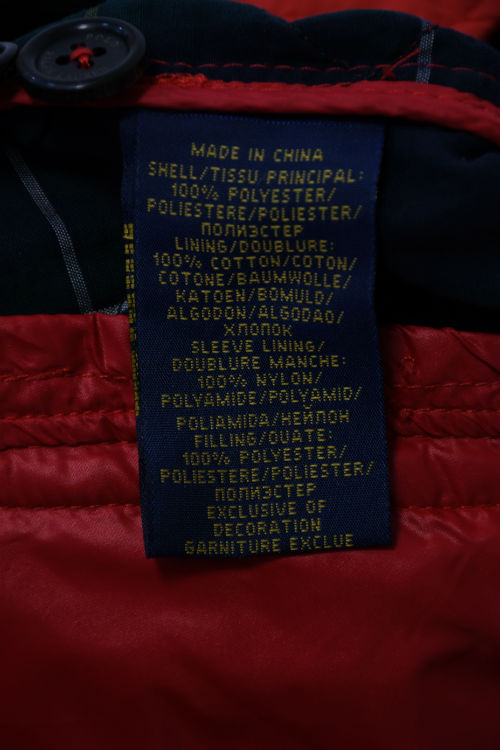 MADE IN CHINA
SHELL/TISSU PRINCIPAL:
100% POLYESTER/
POLIESTERE/POLIESTER/
ПОЛИЭСТЕР
LINING/DOUBLURE:
100% COTTON/COTON/
COTONE/BAUMWOLLE/
KATOEN/BOMULD/
ALGODON/ALGODAO/
ХЛОПОК
SLEEVE LINING/
DOUBLURE MANCHE:
100% NYLON/
POLYAMIDE/POLYAMID/
POLIAMIDA/НЕЙЛОН
FILLING/OUATE:
100% POLYESTER/
POLIESTERE/POLIESTER/
ПОЛИЭСТЕР
EXCLUSIVE OF
DECORATION
GARNITURE EXCLUE